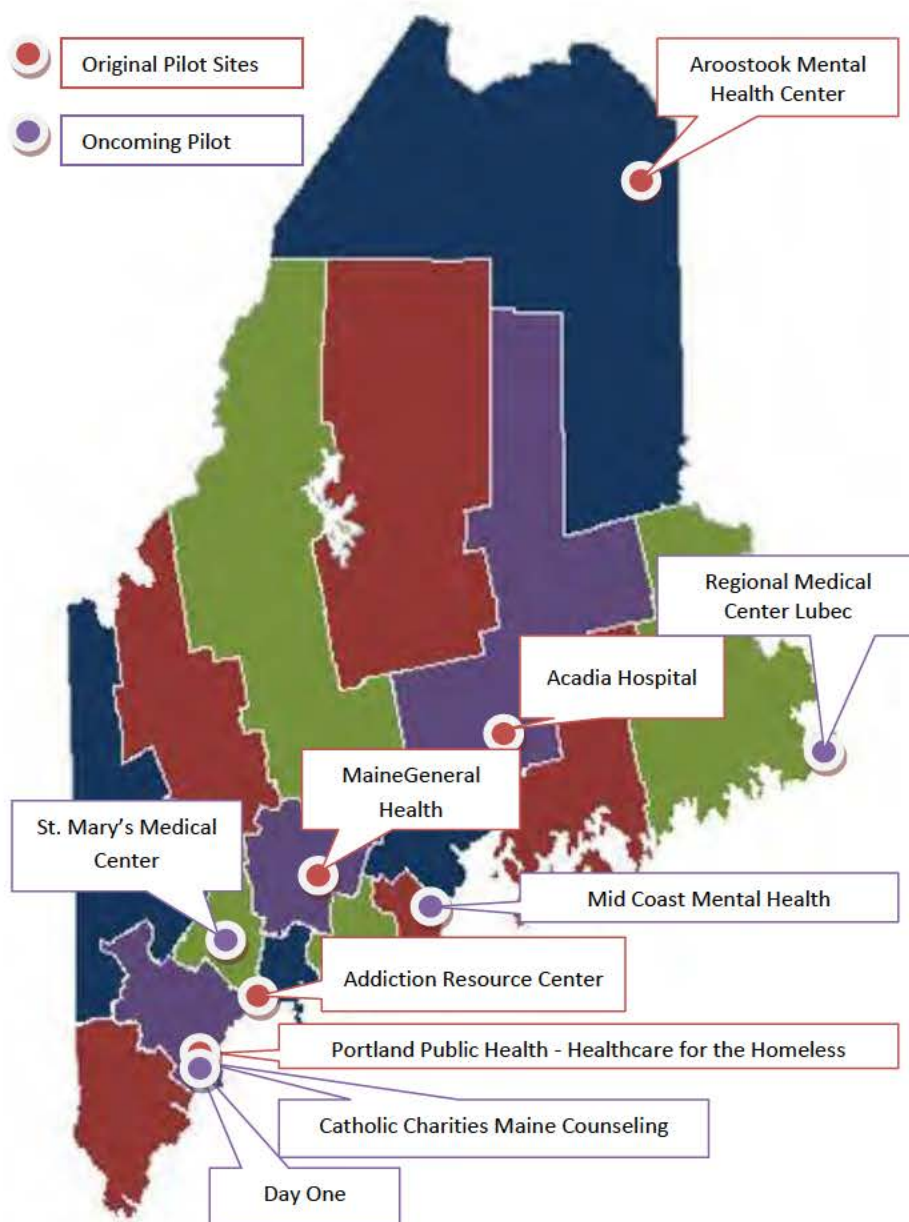 Original Pilot Sites
Oncoming Pilot
Aroostook Mental
Health Center
Regional Medical
Center Lubec
Acadia Hospital
MaineGeneral
Health
St. Mary's Medical
Center
Mid Coast Mental Health
Addiction Resource Center
Portland Public Health - Healthcare for the Homeless
Catholic Charities Maine Counseling
Day One